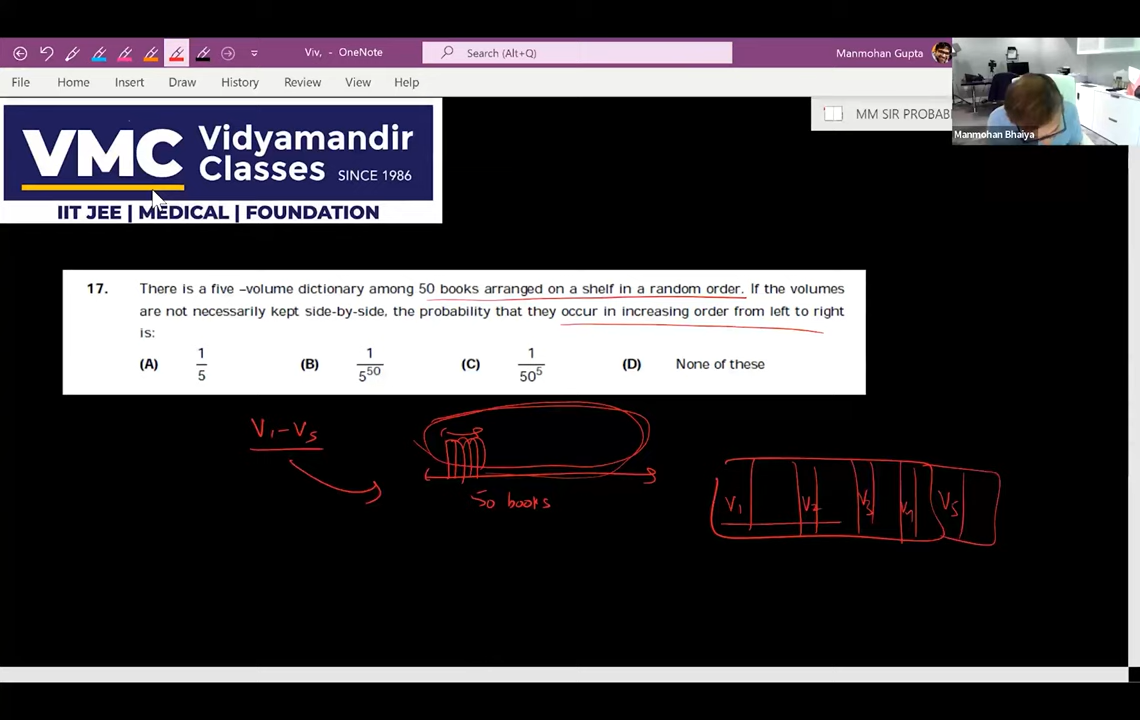 Viv, - OneNote
Search (Alt+Q)
Manmohan Gupta
File Home Insert Draw History Review View Help
VMC Vidyamandir Classes SINCE 1986
IIT JEE | MEDICAL | FOUNDATION
MM SIR PROBAB
Manmohan Bhaiya
17. There is a five –volume dictionary among 50 books arranged on a shelf in a random order. If the volumes
are not necessarily kept side-by-side, the probability that they occur in increasing order from left to right
is:
(A) 1/5 (B) 1/5^50 (C) 1/50^5 (D) None of these
V1 – V5
50 books
V1 V2 V3 V4 V5